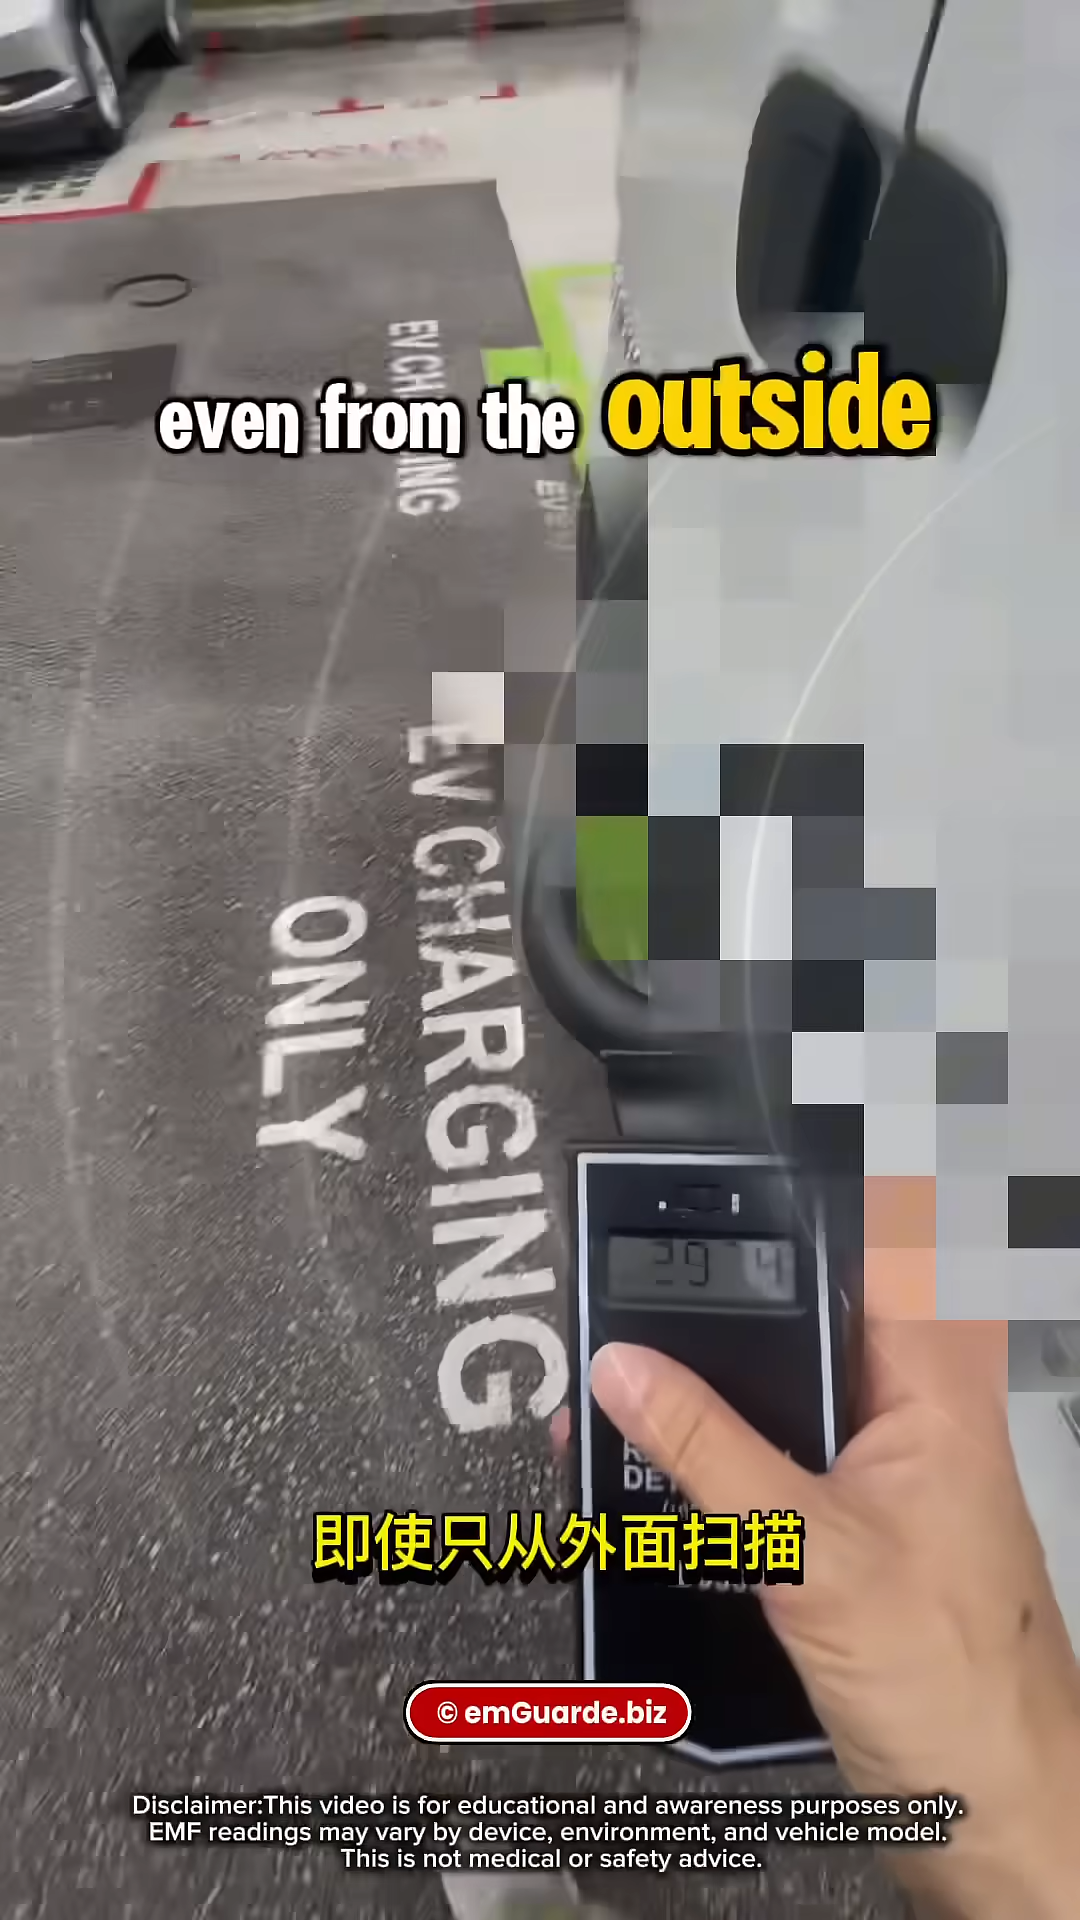 even from the outside
EV CHARGING
EV CHARGING
ONLY
即使只从外面扫描
© emGuarde.biz
Disclaimer:This video is for educational and awareness purposes only.
EMF readings may vary by device, environment, and vehicle model.
This is not medical or safety advice.